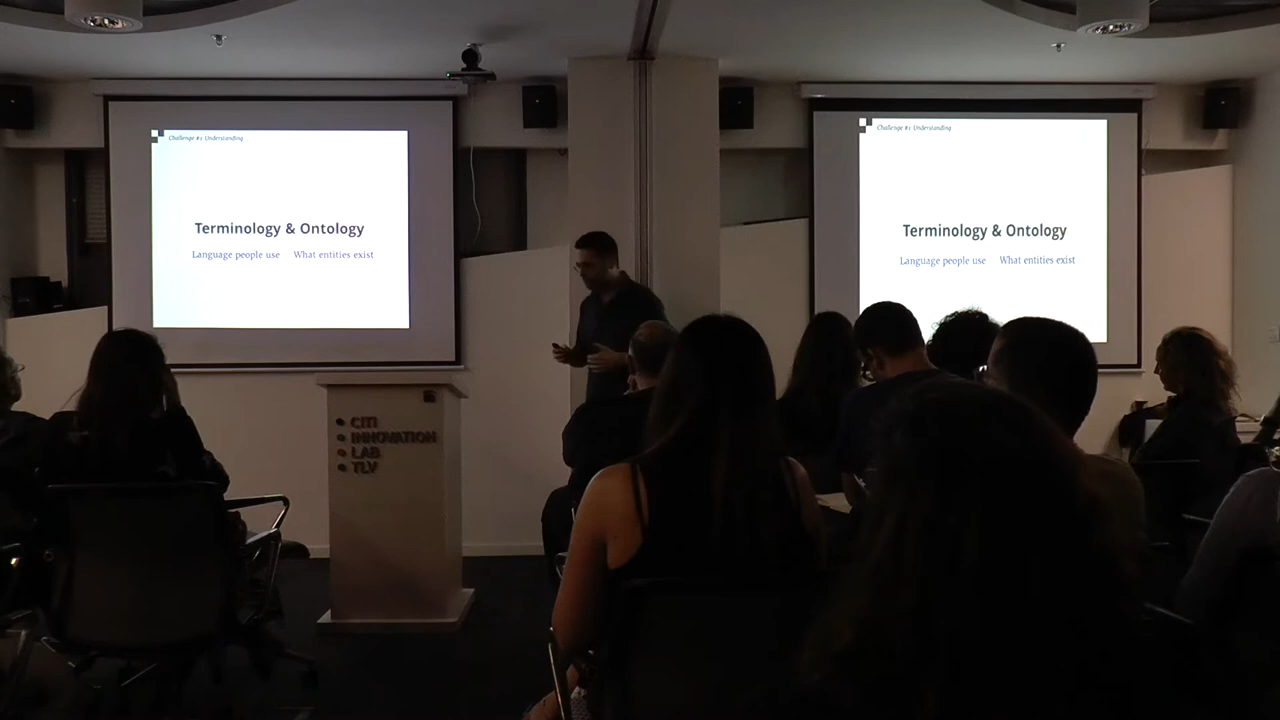 Challenge #1: Understanding
Terminology & Ontology
Language people use What entities exist
CITI
INNOVATION
LAB
TLV
Challenge #1: Understanding
Terminology & Ontology
Language people use What entities exist